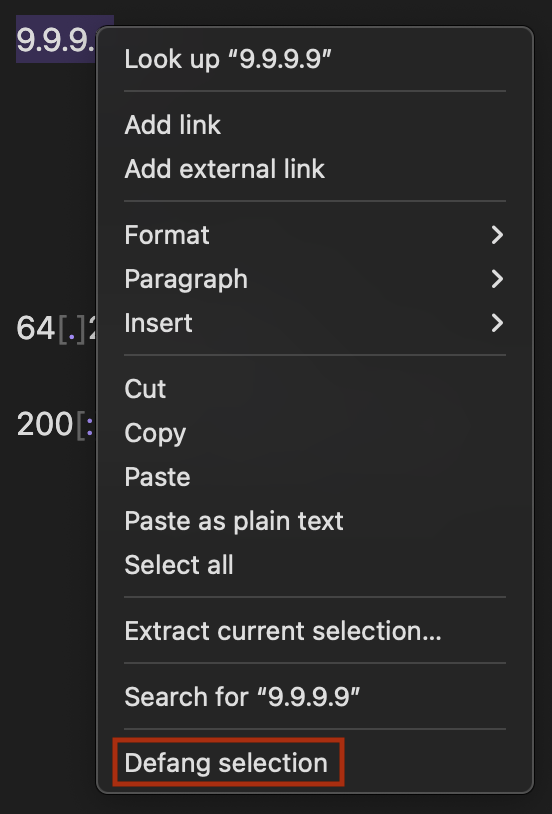 9.9.9.
Look up “9.9.9.9”
Add link
Add external link
Format
Paragraph
Insert
64[.]2
200[:
Cut
Copy
Paste
Paste as plain text
Select all
Extract current selection...
Search for “9.9.9.9”
Defang selection